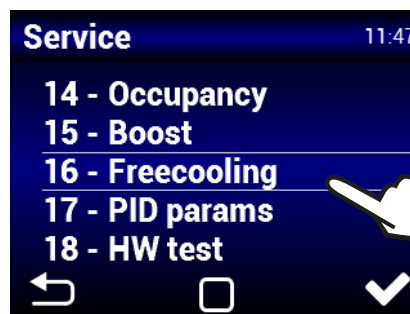 Service 11:47
14 - Occupancy
15 - Boost
16 - Freecooling
17 - PID params
18 - HW test